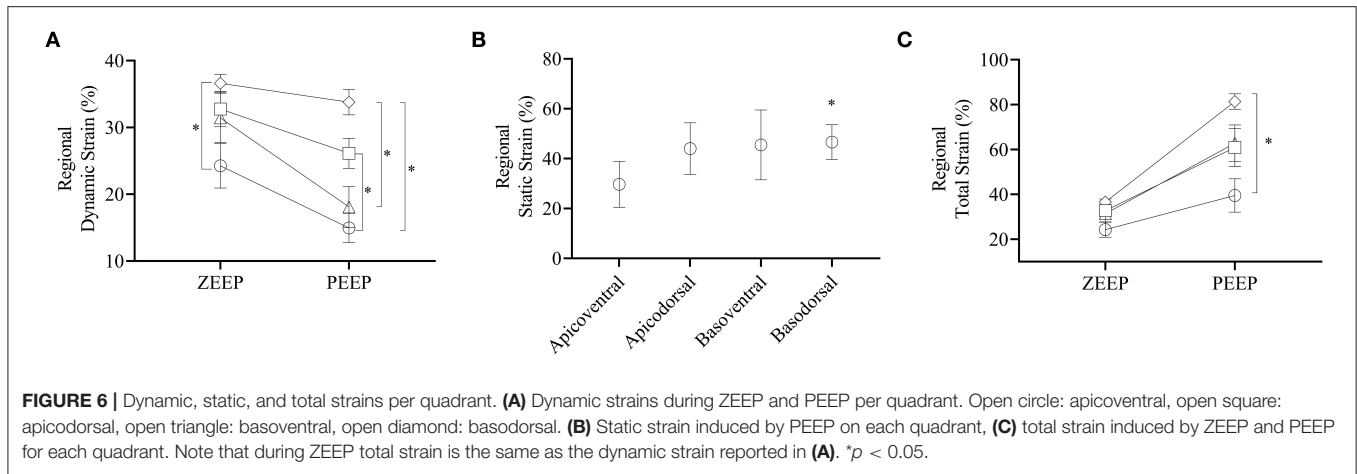 A
B
C
40
30
20
10
Regional
Dynamic Strain (%)
*
*
*
*
ZEEP
PEEP
80
60
40
20
0
Regional
Static Strain (%)
*
Apicoventral
Apicodorsal
Basoventral
Basodorsal
100
80
60
40
20
Regional
Total Strain (%)
*
ZEEP
PEEP
FIGURE 6 | Dynamic, static, and total strains per quadrant. (A) Dynamic strains during ZEEP and PEEP per quadrant. Open circle: apicoventral, open square:
apicodorsal, open triangle: basoventral, open diamond: basodorsal. (B) Static strain induced by PEEP on each quadrant, (C) total strain induced by ZEEP and PEEP
for each quadrant. Note that during ZEEP total strain is the same as the dynamic strain reported in (A). *p < 0.05.